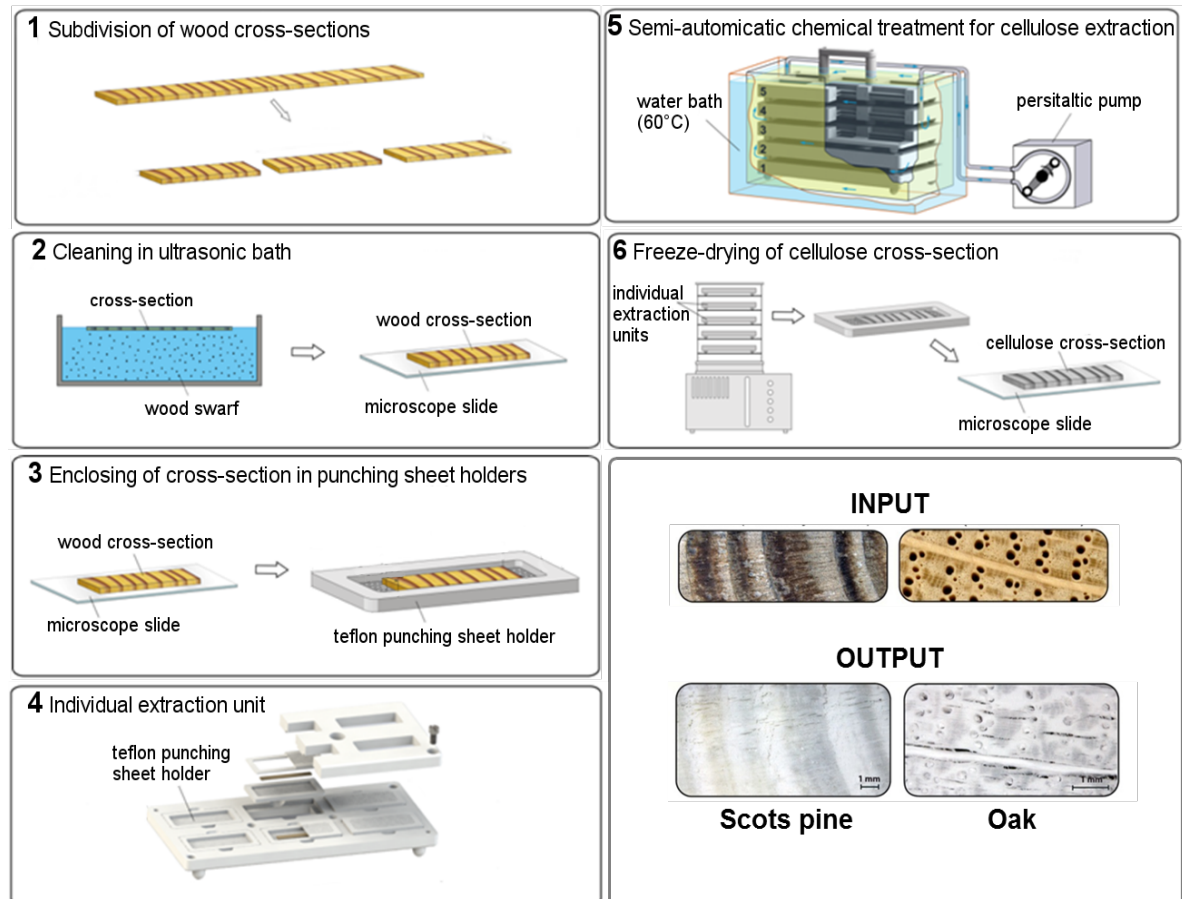 1 Subdivision of wood cross-sections
2 Cleaning in ultrasonic bath
cross-section
wood swarf
wood cross-section
microscope slide
3 Enclosing of cross-section in punching sheet holders
wood cross-section
microscope slide
teflon punching sheet holder
4 Individual extraction unit
teflon punching
sheet holder
5 Semi-automicatic chemical treatment for cellulose extraction
water bath
(60°C)
5
4
3
2
1
persitaltic pump
6 Freeze-drying of cellulose cross-section
individual
extraction
units
cellulose cross-section
microscope slide
INPUT
OUTPUT
1 mm
1 mm
Scots pine
Oak